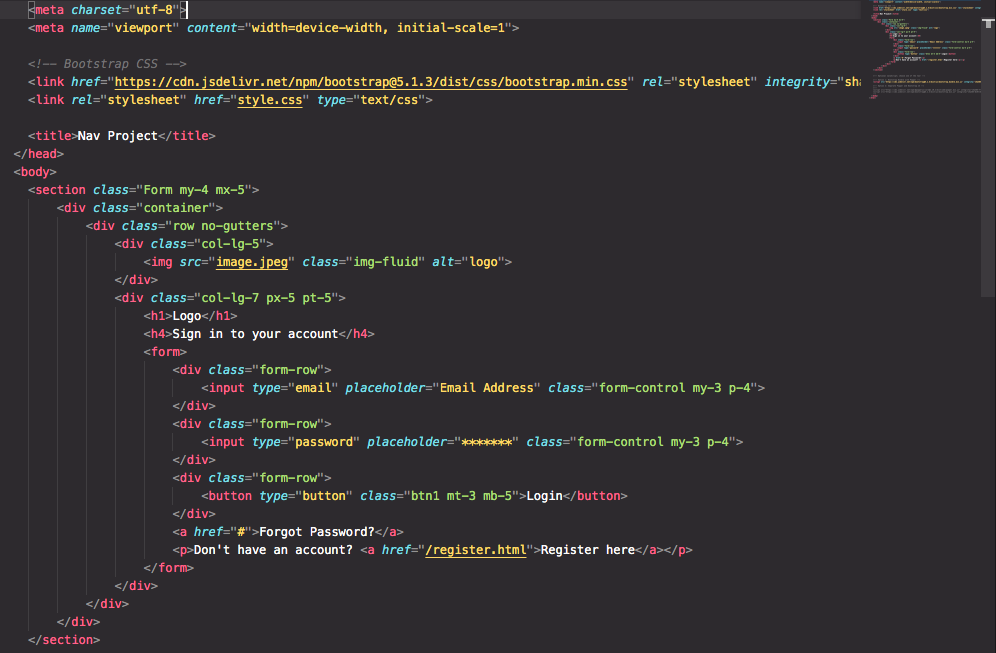 <meta charset="utf-8">
<meta name="viewport" content="width=device-width, initial-scale=1">
<!-- Bootstrap CSS -->
<link href="https://cdn.jsdelivr.net/npm/bootstrap@5.1.3/dist/css/bootstrap.min.css" rel="stylesheet" integrity="sha
<link rel="stylesheet" href="style.css" type="text/css">
<title>Nav Project</title>
</head>
<body>
<section class="Form my-4 mx-5">
<div class="container">
<div class="row no-gutters">
<div class="col-lg-5">
<img src="image.jpeg" class="img-fluid" alt="logo">
</div>
<div class="col-lg-7 px-5 pt-5">
<h1>Logo</h1>
<h4>Sign in to your account</h4>
<form>
<div class="form-row">
<input type="email" placeholder="Email Address" class="form-control my-3 p-4">
</div>
<div class="form-row">
<input type="password" placeholder="*******" class="form-control my-3 p-4">
</div>
<div class="form-row">
<button type="button" class="btn1 mt-3 mb-5">Login</button>
</div>
<a href="#">Forgot Password?</a>
<p>Don't have an account? <a href="/register.html">Register here</a></p>
</form>
</div>
</div>
</div>
</section>